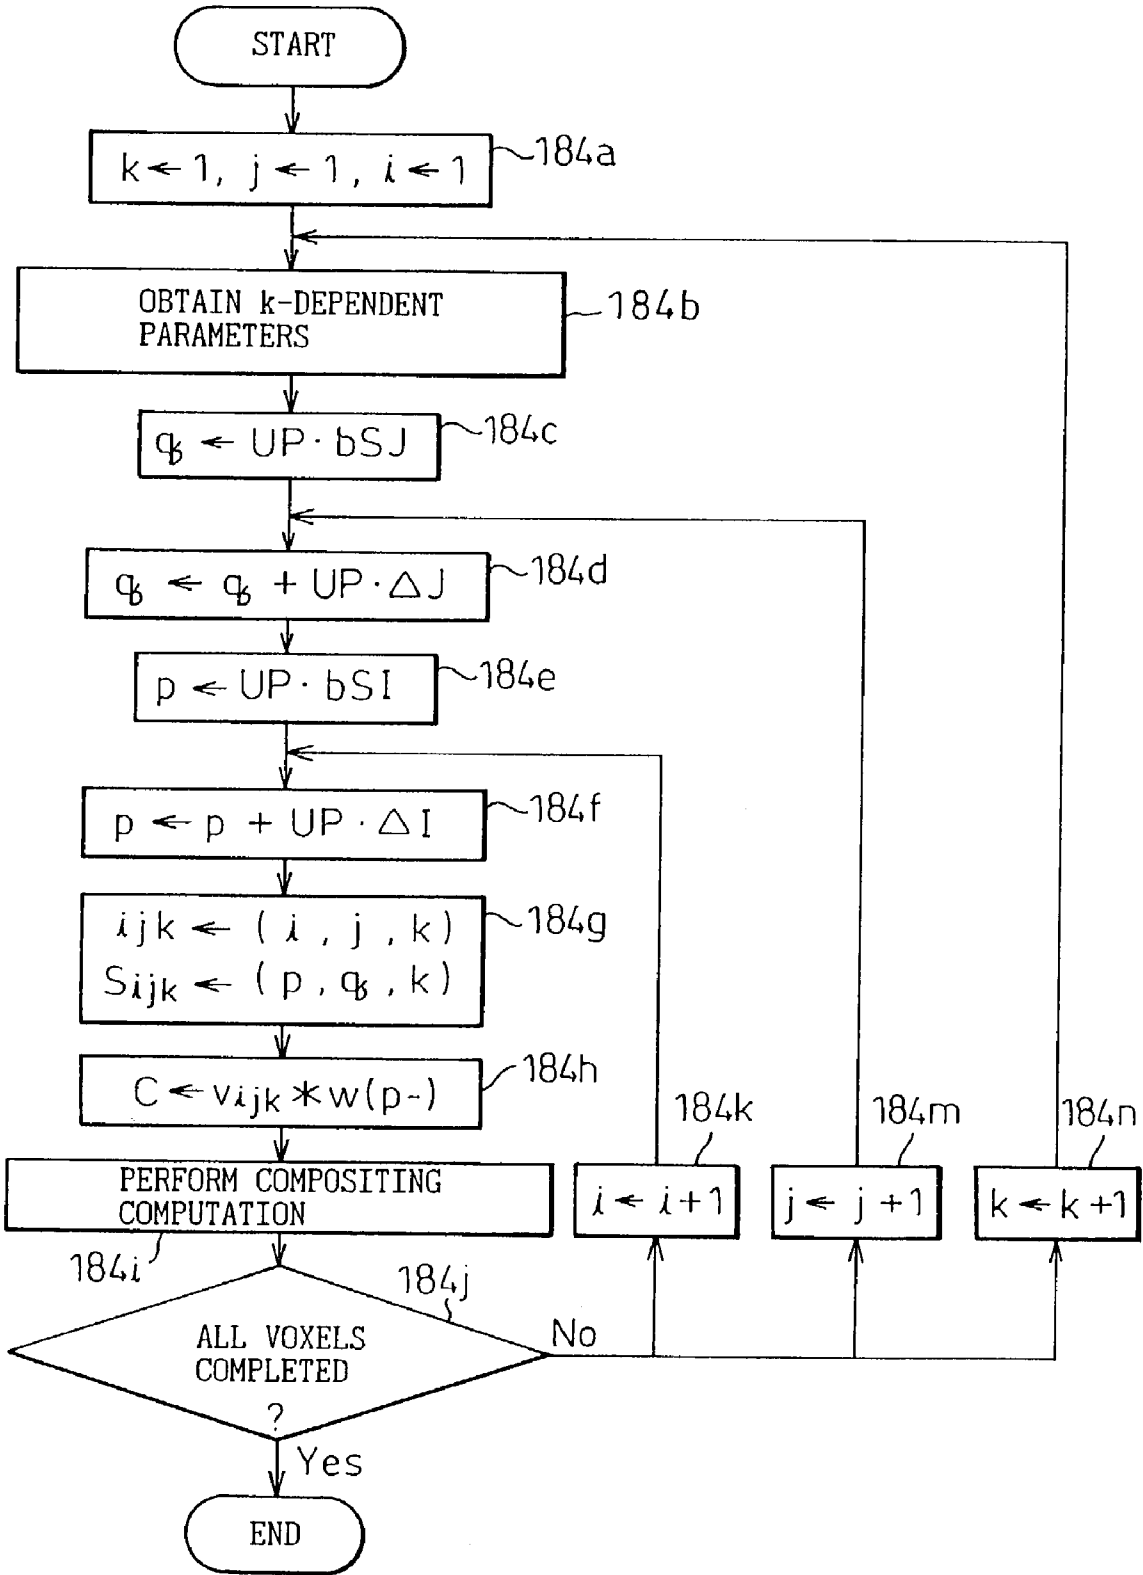 START
k ← 1, j ← 1, i ← 1
184a
OBTAIN k-DEPENDENT
PARAMETERS
184b
q ← UP · bSJ
184c
q ← q + UP · △J
184d
p ← UP · bSI
184e
p ← p + UP · △I
184f
ijk ← (i, j, k)
Sijk ← (p, q, k)
184g
C ← vijk * w(p~)
184h
PERFORM COMPOSITING
COMPUTATION
184i
i ← i + 1
184k
j ← j + 1
184m
k ← k + 1
184n
184j
ALL VOXELS
COMPLETED
?
No
Yes
END